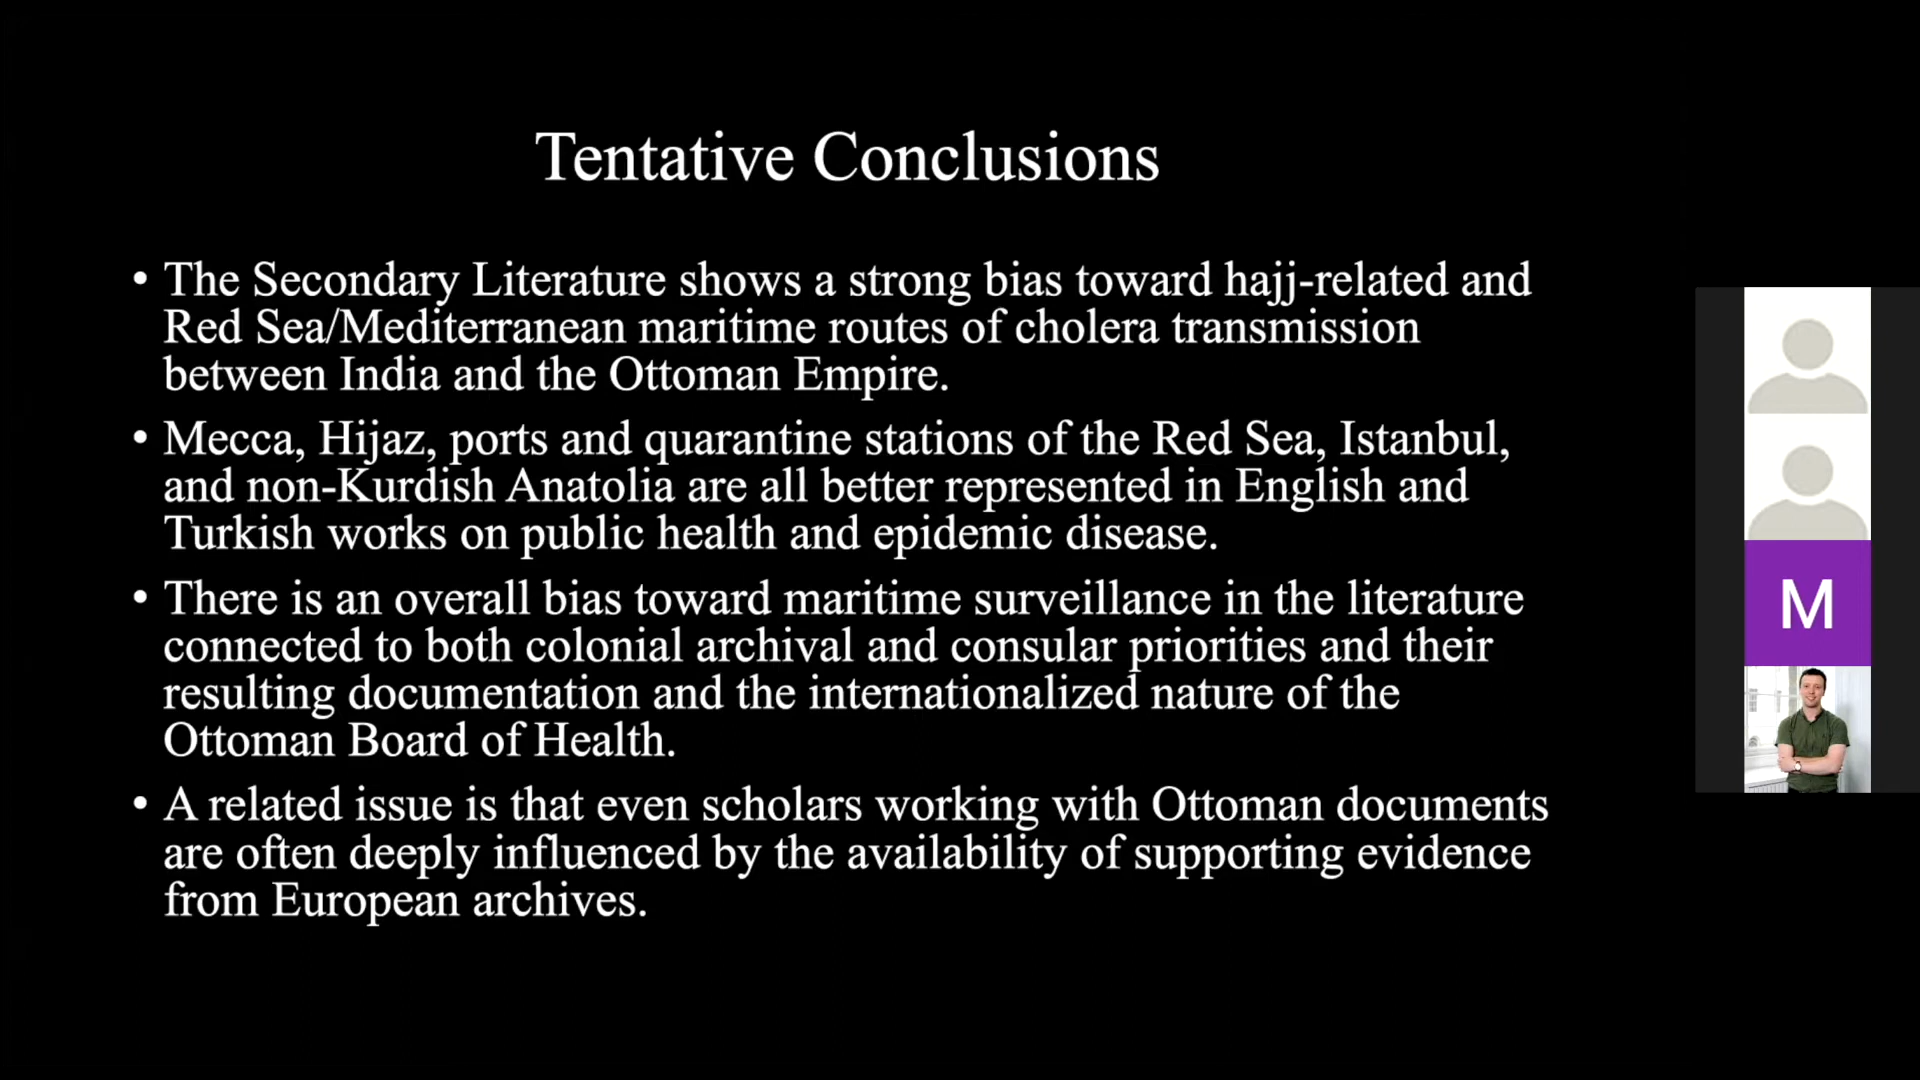 Tentative Conclusions
• The Secondary Literature shows a strong bias toward hajj-related and
Red Sea/Mediterranean maritime routes of cholera transmission
between India and the Ottoman Empire.
• Mecca, Hijaz, ports and quarantine stations of the Red Sea, Istanbul,
and non-Kurdish Anatolia are all better represented in English and
Turkish works on public health and epidemic disease.
• There is an overall bias toward maritime surveillance in the literature
connected to both colonial archival and consular priorities and their
resulting documentation and the internationalized nature of the
Ottoman Board of Health.
• A related issue is that even scholars working with Ottoman documents
are often deeply influenced by the availability of supporting evidence
from European archives.
M